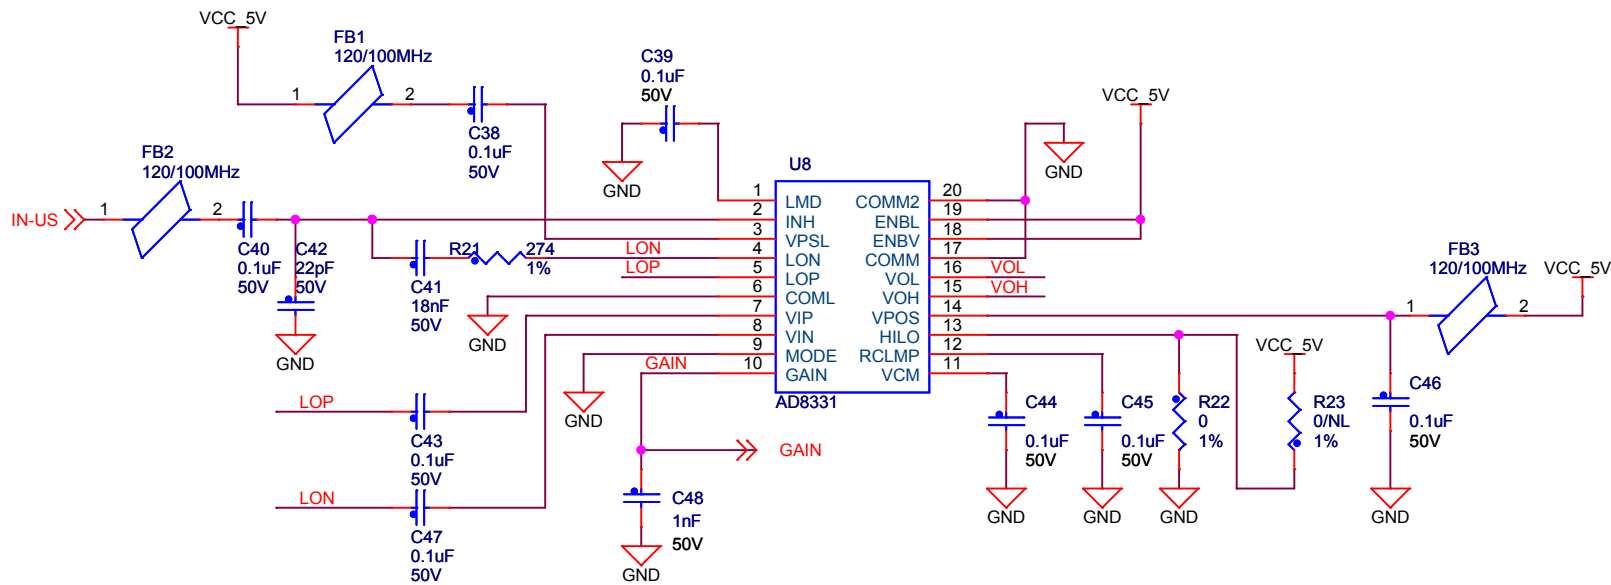 VCC_5V
FB1
120/100MHz
1
2
C38
0.1uF
50V
C39
0.1uF
50V
GND
VCC_5V
GND
FB2
120/100MHz
IN-US
1
2
C40
0.1uF
50V
C42
22pF
50V
GND
C41
18nF
50V
R21
274
1%
LON
LOP
GND
U8
1
LMD
2
INH
3
VPSL
4
LON
5
LOP
6
COML
7
VIP
8
VIN
9
MODE
10
GAIN
20
COMM2
19
ENBL
18
ENBV
17
COMM
16
VOL
15
VOH
14
VPOS
13
HILO
12
RCLMP
11
VCM
AD8331
VOL
VOH
FB3
120/100MHz
1
2
VCC_5V
GAIN
GND
LOP
C43
0.1uF
50V
LON
C47
0.1uF
50V
GAIN
C48
1nF
50V
GND
C44
0.1uF
50V
GND
C45
0.1uF
50V
GND
R22
0
1%
GND
VCC_5V
R23
0/NL
1%
C46
0.1uF
50V
GND